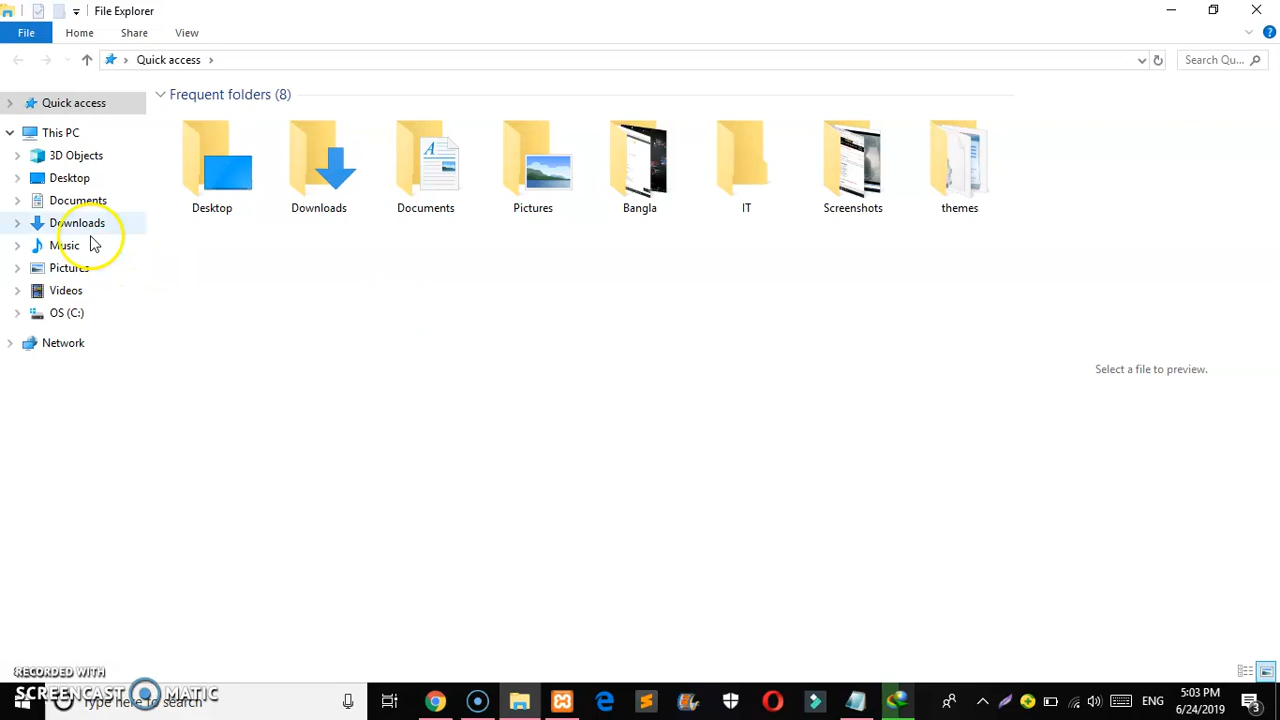 File Explorer
File Home Share View
Quick access
Search Qu...
Quick access
This PC
3D Objects
Desktop
Documents
Downloads
Music
Pictures
Videos
OS (C:)
Network
Frequent folders (8)
Desktop Downloads Documents Pictures Bangla IT Screenshots themes
Select a file to preview.
RECORDED WITH
SCREENCAST MATIC
Type here to search
ENG
5:03 PM
6/24/2019
3